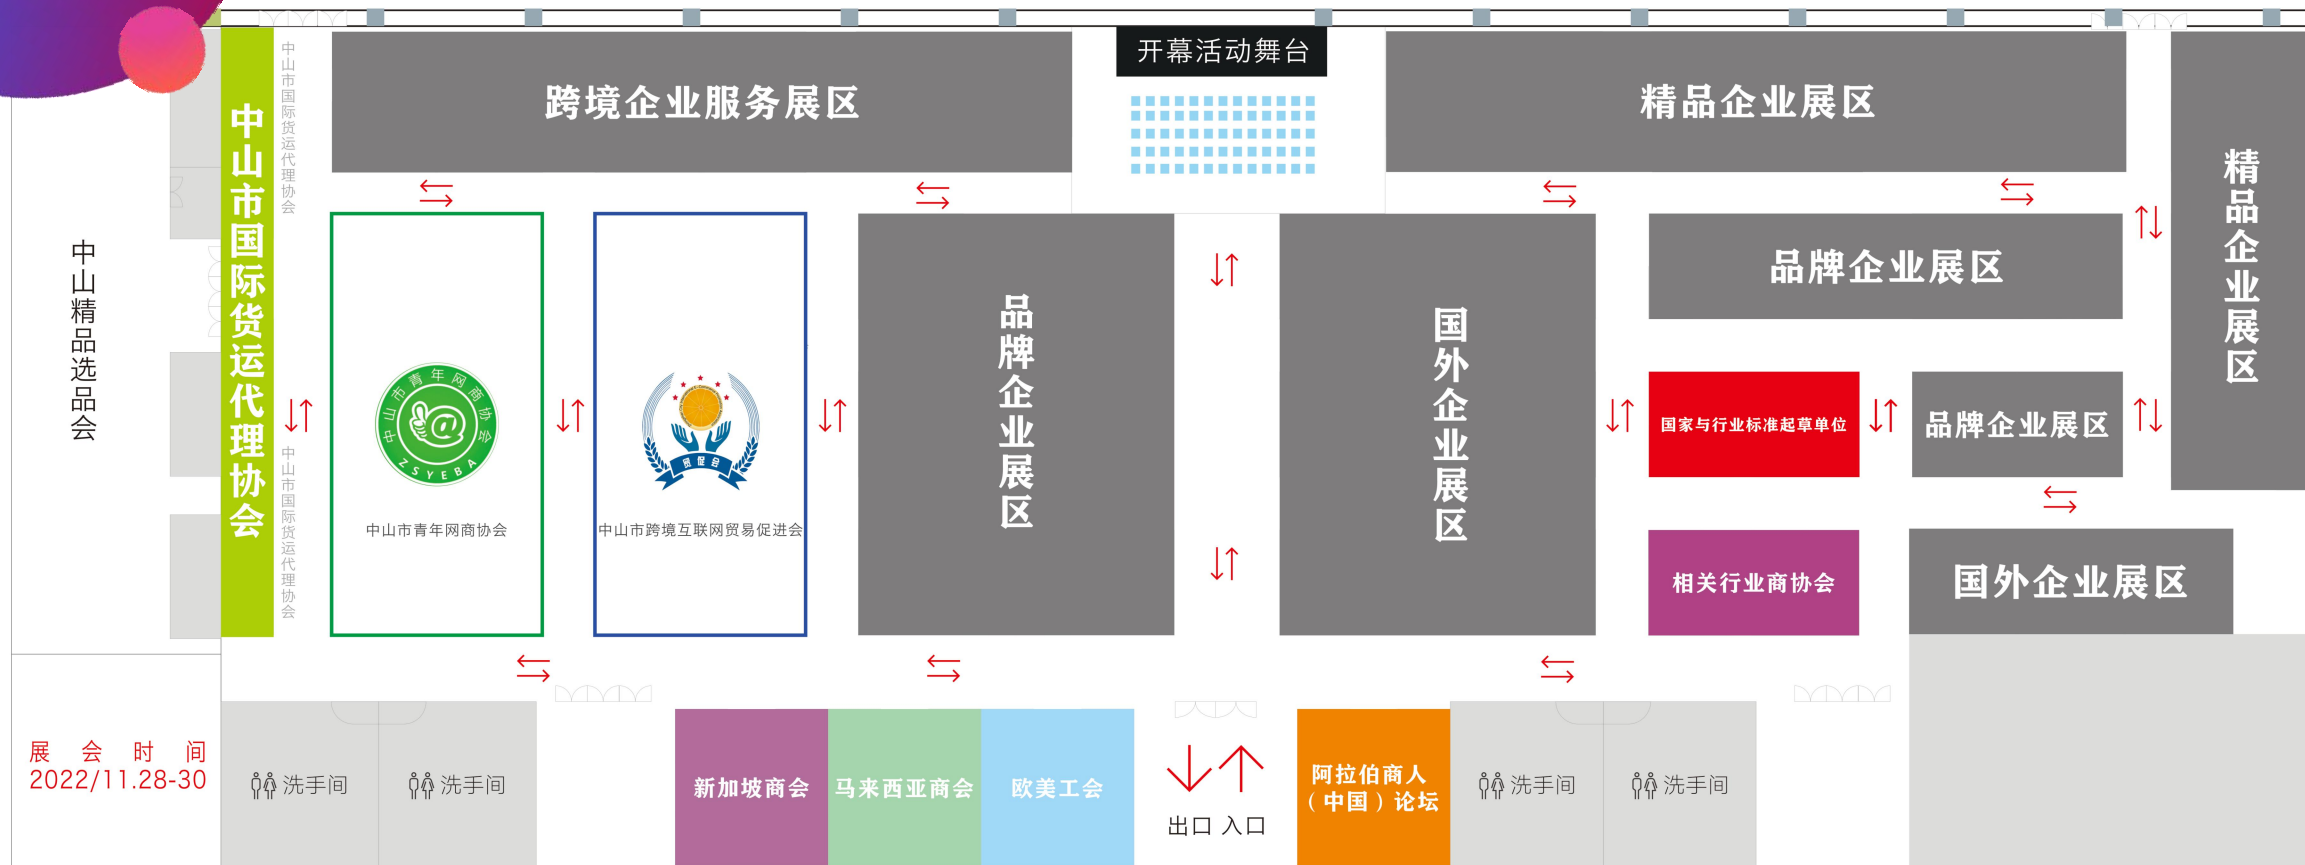 开幕活动舞台
跨境企业服务展区
精品企业展区
精品企业展区
中山精品选品会
中山市国际货运代理协会
中山市国际货运代理协会
中山市国际货运代理协会
中山市青年网商协会
ZSYEBA
中山市青年网商协会
贸促会
中山市跨境互联网贸易促进会
品牌企业展区
国外企业展区
品牌企业展区
国家与行业标准起草单位
品牌企业展区
相关行业商协会
国外企业展区
展会时间
2022/11.28-30
洗手间
洗手间
新加坡商会
马来西亚商会
欧美工会
出口 入口
阿拉伯商人
（中国）论坛
洗手间
洗手间